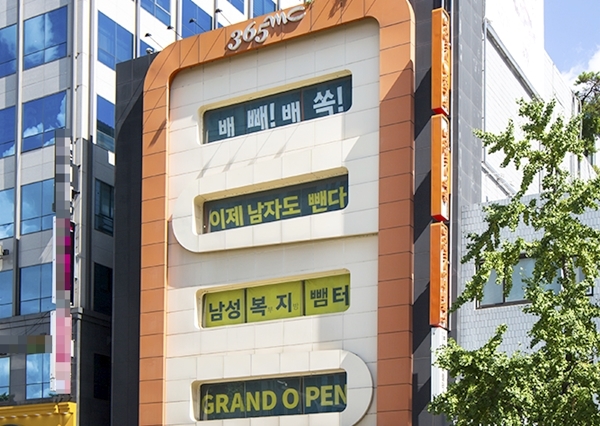 365mc
배 빼! 배 쏙!
이제 남자도 뺀다
남성 복지 뺌터
GRAND OPEN